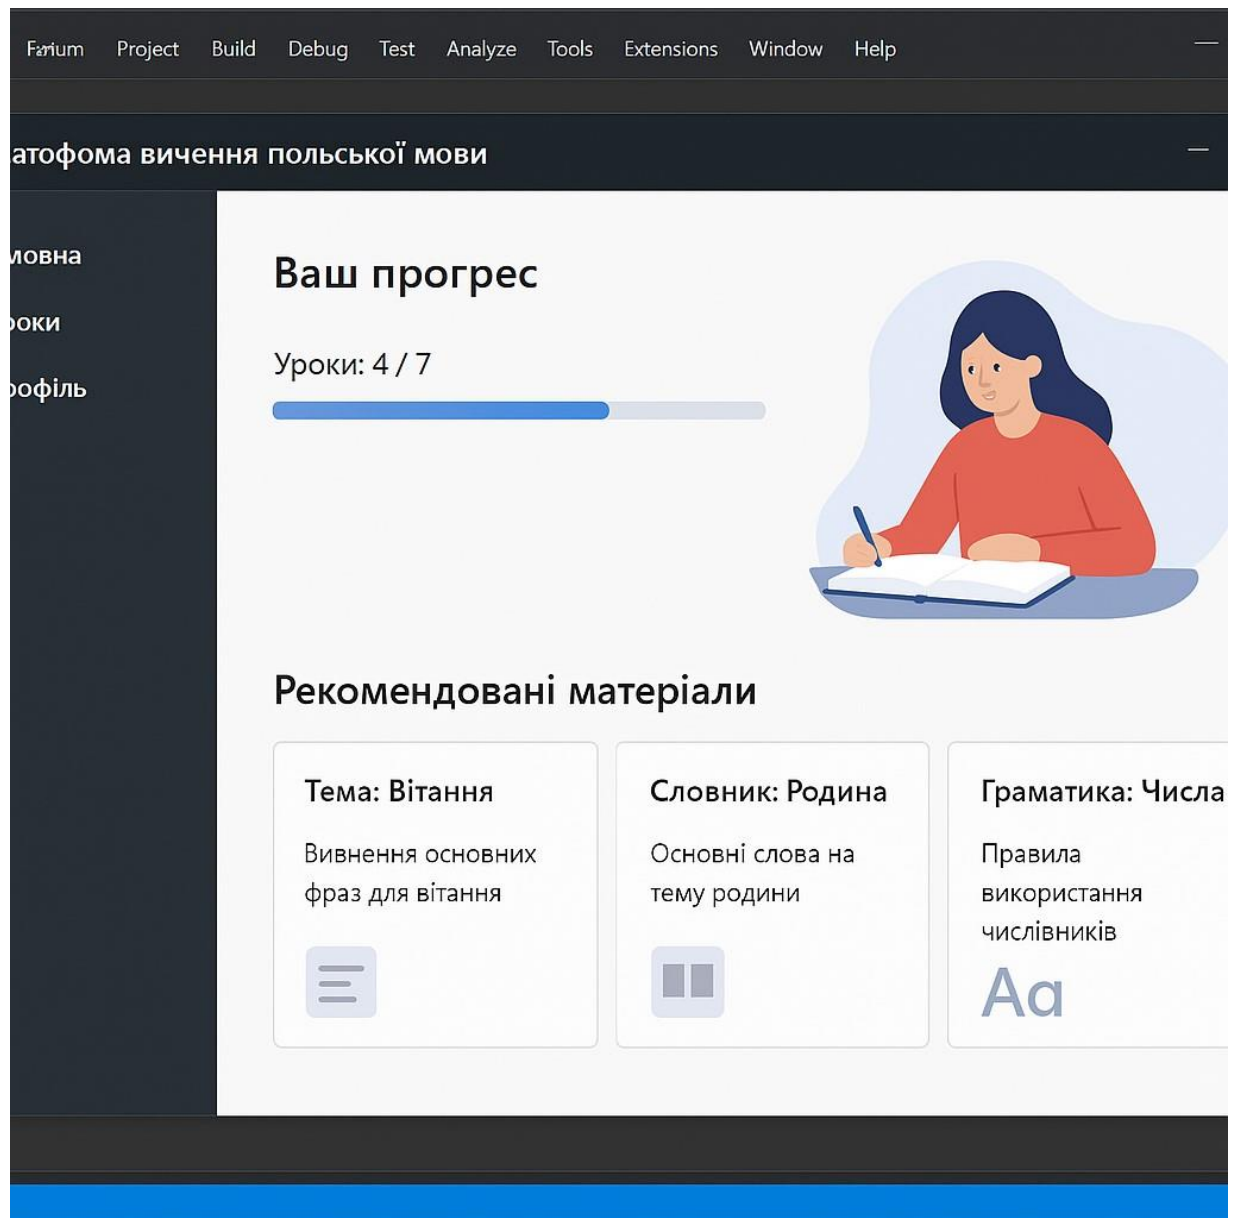 Project Build Debug Test Analyze Tools Extensions Window Help
атофома вичення польської мови
мовна
роки
рофіль
Ваш прогрес
Уроки: 4 / 7
Рекомендовані матеріали
Тема: Вітання
Вивнення основних
фраз для вітання
Словник: Родина
Основні слова на
тему родини
Граматика: Числа
Правила
використання
числівників
Aa